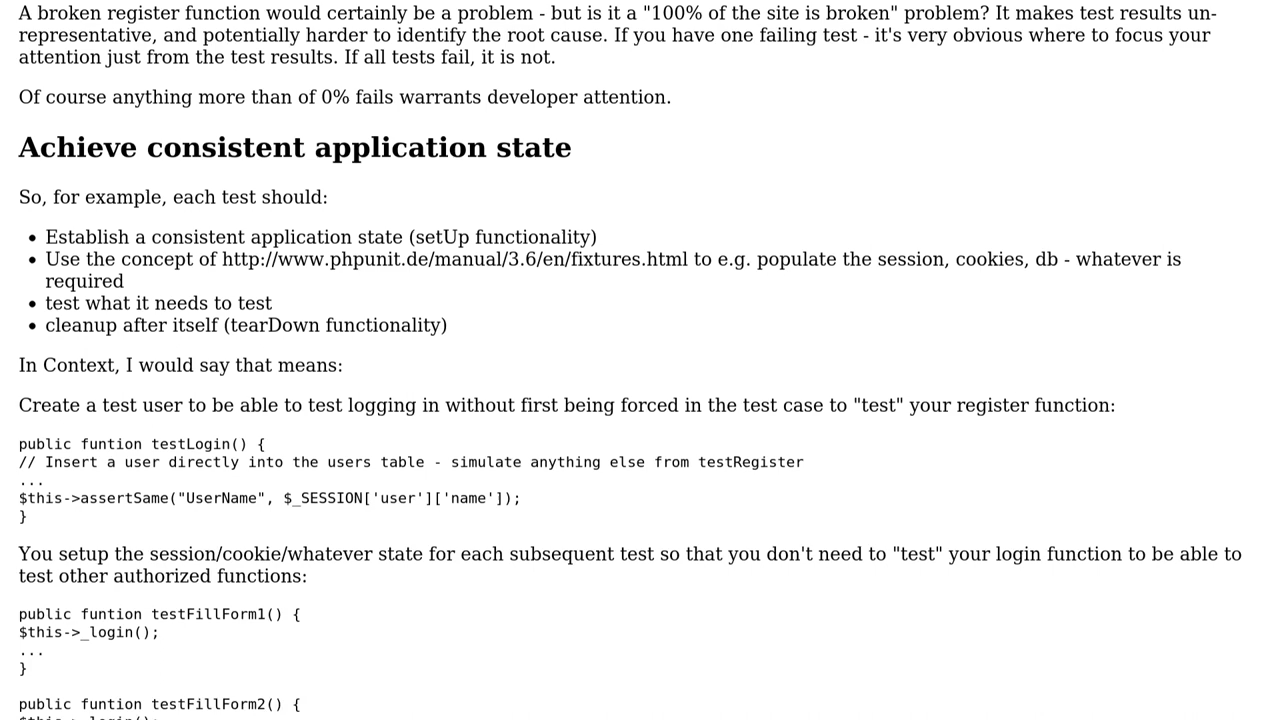 A broken register function would certainly be a problem - but is it a "100% of the site is broken" problem? It makes test results un-
representative, and potentially harder to identify the root cause. If you have one failing test - it's very obvious where to focus your
attention just from the test results. If all tests fail, it is not.
Of course anything more than of 0% fails warrants developer attention.
Achieve consistent application state
So, for example, each test should:
• Establish a consistent application state (setUp functionality)
• Use the concept of http://www.phpunit.de/manual/3.6/en/fixtures.html to e.g. populate the session, cookies, db - whatever is
required
• test what it needs to test
• cleanup after itself (tearDown functionality)
In Context, I would say that means:
Create a test user to be able to test logging in without first being forced in the test case to "test" your register function:
public funtion testLogin() {
// Insert a user directly into the users table - simulate anything else from testRegister
...
$this->assertSame("UserName", $_SESSION['user']['name']);
}
You setup the session/cookie/whatever state for each subsequent test so that you don't need to "test" your login function to be able to
test other authorized functions:
public funtion testFillForm1() {
$this->_login();
...
}
public funtion testFillForm2() {